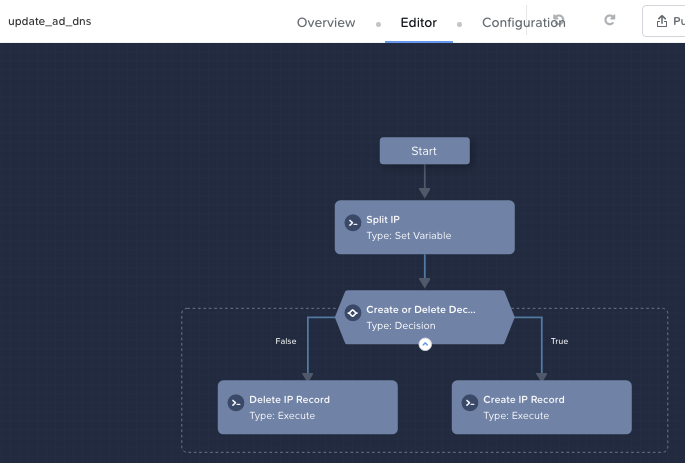 update_ad_dns
Overview
Editor
Configuration
Pu
Start
Split IP
Type: Set Variable
Create or Delete Dec...
Type: Decision
False
True
Delete IP Record
Type: Execute
Create IP Record
Type: Execute